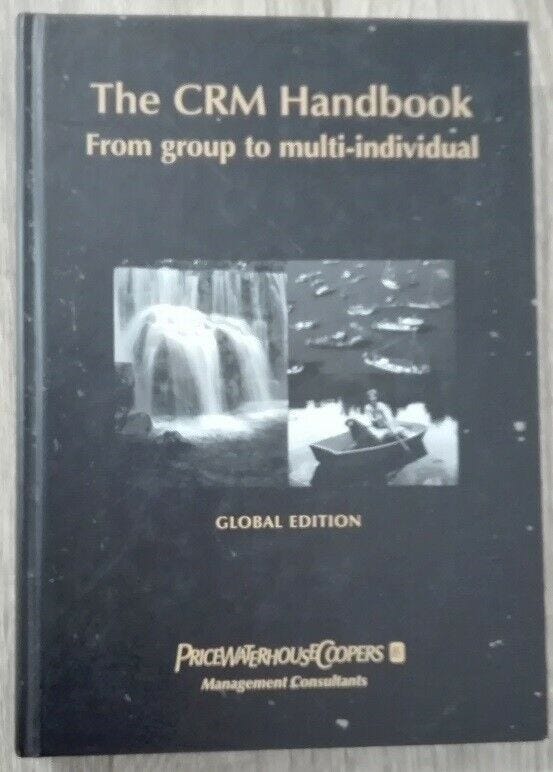 The CRM Handbook
From group to multi-individual
GLOBAL EDITION
PRICEWATERHOUSECOOPERS
Management Consultants